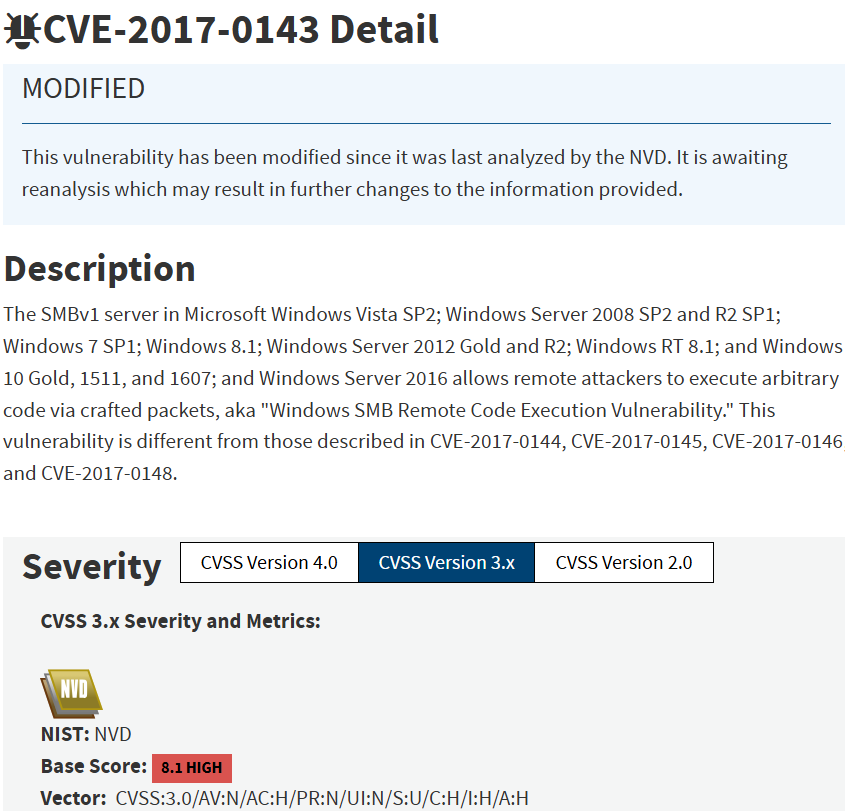 CVE-2017-0143 Detail
MODIFIED
This vulnerability has been modified since it was last analyzed by the NVD. It is awaiting
reanalysis which may result in further changes to the information provided.
Description
The SMBv1 server in Microsoft Windows Vista SP2; Windows Server 2008 SP2 and R2 SP1;
Windows 7 SP1; Windows 8.1; Windows Server 2012 Gold and R2; Windows RT 8.1; and Windows
10 Gold, 1511, and 1607; and Windows Server 2016 allows remote attackers to execute arbitrary
code via crafted packets, aka "Windows SMB Remote Code Execution Vulnerability." This
vulnerability is different from those described in CVE-2017-0144, CVE-2017-0145, CVE-2017-0146,
and CVE-2017-0148.
Severity
CVSS Version 4.0
CVSS Version 3.x
CVSS Version 2.0
CVSS 3.x Severity and Metrics:
NVD
NIST: NVD
Base Score: 8.1 HIGH
Vector: CVSS:3.0/AV:N/AC:H/PR:N/UI:N/S:U/C:H/I:H/A:H